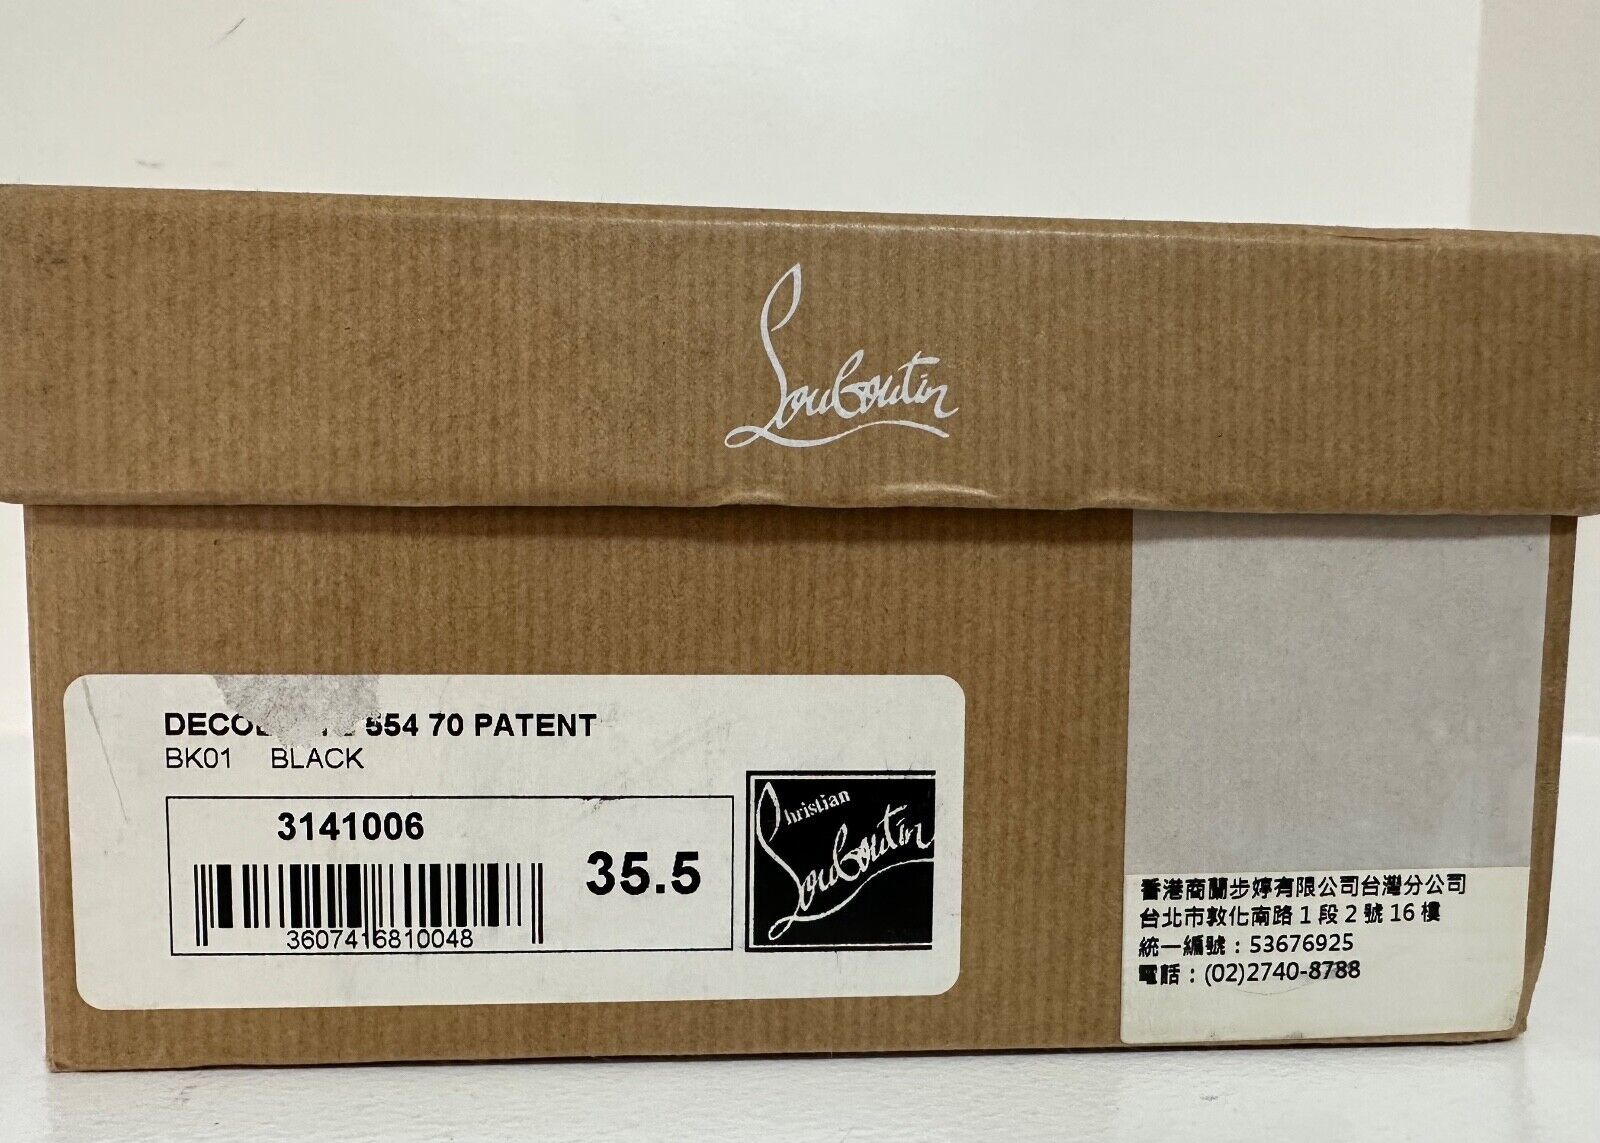 Louboutin
554 70 PATENT
BK01 BLACK
3141006
35.5
3607416810048
Christian
Louboutin
香港商蘭步婷有限公司台灣分公司
台北市敦化南路1段2號16樓
統一編號：53676925
電話：(02)2740-8788